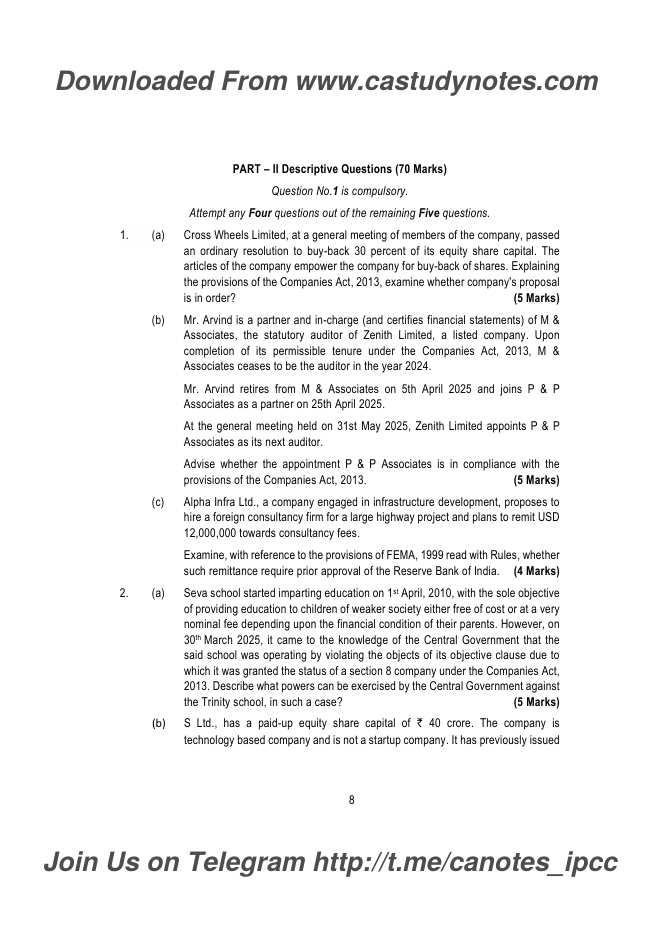 Downloaded From www.castudynotes.com
PART – II Descriptive Questions (70 Marks)
Question No.1 is compulsory.
Attempt any Four questions out of the remaining Five questions.
1. (a) Cross Wheels Limited, at a general meeting of members of the company, passed
an ordinary resolution to buy-back 30 percent of its equity share capital. The
articles of the company empower the company for buy-back of shares. Explaining
the provisions of the Companies Act, 2013, examine whether company's proposal
is in order? (5 Marks)
(b) Mr. Arvind is a partner and in-charge (and certifies financial statements) of M &
Associates, the statutory auditor of Zenith Limited, a listed company. Upon
completion of its permissible tenure under the Companies Act, 2013, M &
Associates ceases to be the auditor in the year 2024.
Mr. Arvind retires from M & Associates on 5th April 2025 and joins P & P
Associates as a partner on 25th April 2025.
At the general meeting held on 31st May 2025, Zenith Limited appoints P & P
Associates as its next auditor.
Advise whether the appointment P & P Associates is in compliance with the
provisions of the Companies Act, 2013. (5 Marks)
(c) Alpha Infra Ltd., a company engaged in infrastructure development, proposes to
hire a foreign consultancy firm for a large highway project and plans to remit USD
12,000,000 towards consultancy fees.
Examine, with reference to the provisions of FEMA, 1999 read with Rules, whether
such remittance require prior approval of the Reserve Bank of India. (4 Marks)
2. (a) Seva school started imparting education on 1st April, 2010, with the sole objective
of providing education to children of weaker society either free of cost or at a very
nominal fee depending upon the financial condition of their parents. However, on
30th March 2025, it came to the knowledge of the Central Government that the
said school was operating by violating the objects of its objective clause due to
which it was granted the status of a section 8 company under the Companies Act,
2013. Describe what powers can be exercised by the Central Government against
the Trinity school, in such a case? (5 Marks)
(b) S Ltd., has a paid-up equity share capital of ₹ 40 crore. The company is
technology based company and is not a startup company. It has previously issued
8
Join Us on Telegram http://t.me/canotes_ipcc